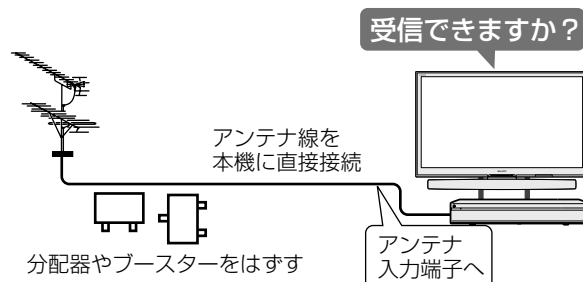 受信できますか?
アンテナ線を
本機に直接接続
分配器やブースターをはずす
アンテナ
入力端子へ